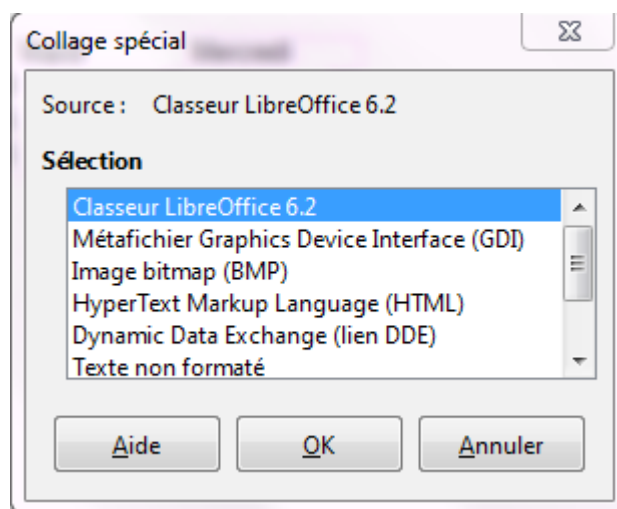 Collage spécial
Source : Classeur LibreOffice 6.2
Sélection
Classeur LibreOffice 6.2
Métafichier Graphics Device Interface (GDI)
Image bitmap (BMP)
HyperText Markup Language (HTML)
Dynamic Data Exchange (lien DDE)
Texte non formaté
Aide OK Annuler